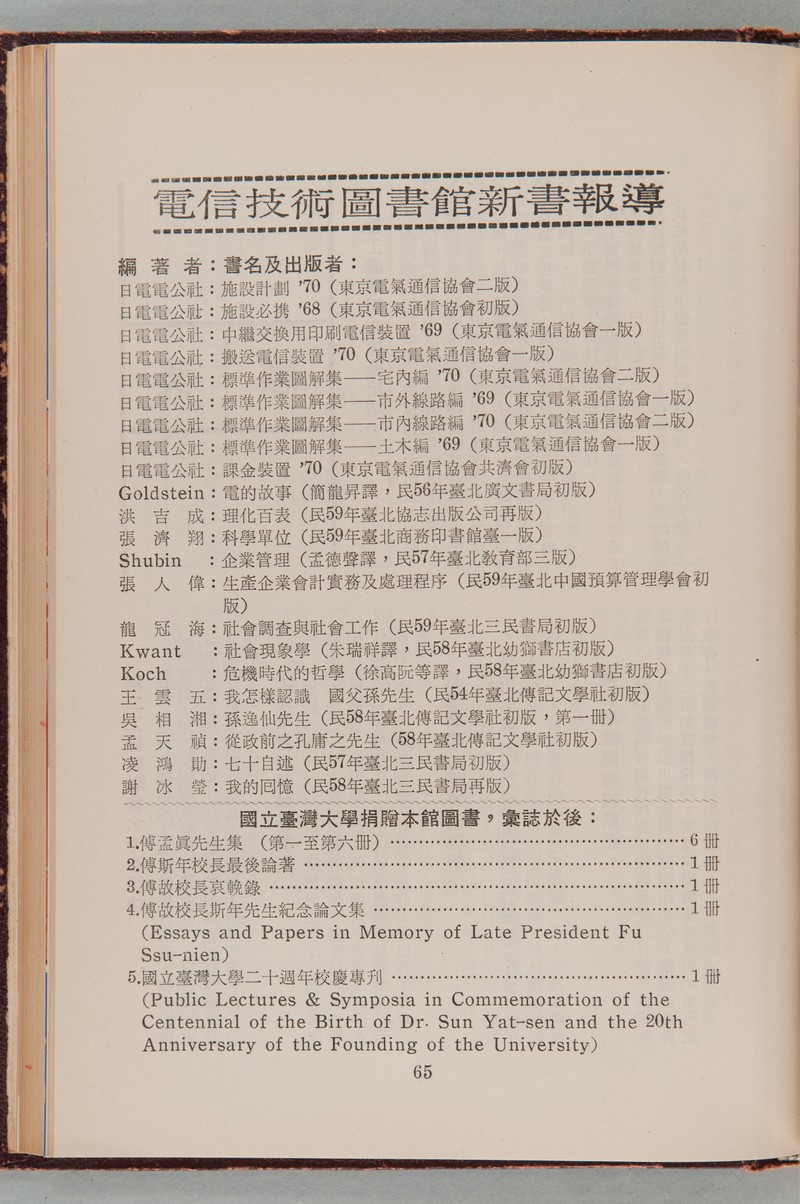 電信技術圖書館新書報導
編著者：書名及出版者：
日電電公社：施設計劃 ’70（東京電氣通信協會二版）
日電電公社：施設必携 ’68（東京電氣通信協會初版）
日電電公社：中繼交換用印刷電信裝置 ’69（東京電氣通信協會一版）
日電電公社：搬送電信裝置 ’70（東京電氣通信協會一版）
日電電公社：標準作業圖解集——宅內編 ’70（東京電氣通信協會二版）
日電電公社：標準作業圖解集——市外線路編 ’69（東京電氣通信協會一版）
日電電公社：標準作業圖解集——市內線路編 ’70（東京電氣通信協會二版）
日電電公社：標準作業圖解集——土木編 ’69（東京電氣通信協會一版）
日電電公社：課金裝置 ’70（東京電氣通信協會共濟會初版）
Goldstein：電的故事（簡龍昇譯，民56年臺北廣文書局初版）
洪吉成：理化百表（民59年臺北協志出版公司再版）
張濟翔：科學單位（民59年臺北商務印書館臺一版）
Shubin：企業管理（孟德聲譯，民57年臺北敎育部三版）
張人偉：生產企業會計實務及處理程序（民59年臺北中國預算管理學會初
版）
龍冠海：社會調查與社會工作（民59年臺北三民書局初版）
Kwant：社會現象學（朱瑞祥譯，民58年臺北幼獅書店初版）
Koch：危機時代的哲學（徐高阮等譯，民58年臺北幼獅書店初版）
王雲五：我怎樣認識　國父孫先生（民54年臺北傳記文學社初版）
吳相湘：孫逸仙先生（民58年臺北傳記文學社初版，第一冊）
孟天禎：從政前之孔庸之先生（58年臺北傳記文學社初版）
凌鴻勛：七十自述（民57年臺北三民書局初版）
謝冰瑩：我的回憶（民58年臺北三民書局再版）
國立臺灣大學捐贈本館圖書，彙誌於後：
1.傅孟眞先生集　（第一至第六冊）……………………………………6冊
2.傅斯年校長最後論著……………………………………………………1冊
3.傅故校長哀輓錄…………………………………………………………1冊
4.傅故校長斯年先生紀念論文集…………………………………………1冊
(Essays and Papers in Memory of Late President Fu
Ssu-nien)
5.國立臺灣大學二十週年校慶專刋………………………………………1冊
(Public Lectures & Symposia in Commemoration of the
Centennial of the Birth of Dr. Sun Yat-sen and the 20th
Anniversary of the Founding of the University)
65